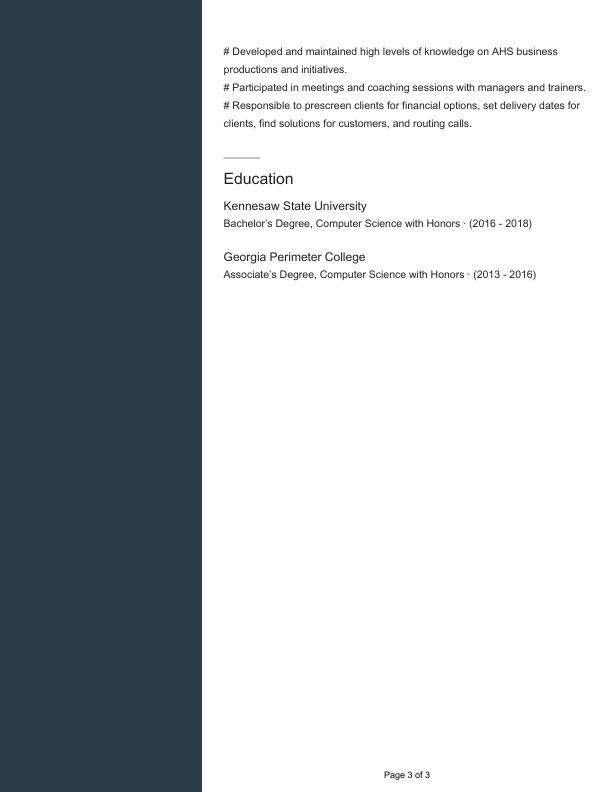 # Developed and maintained high levels of knowledge on AHS business
productions and initiatives.
# Participated in meetings and coaching sessions with managers and trainers.
# Responsible to prescreen clients for financial options, set delivery dates for
clients, find solutions for customers, and routing calls.
Education
Kennesaw State University
Bachelor’s Degree, Computer Science with Honors · (2016 - 2018)
Georgia Perimeter College
Associate’s Degree, Computer Science with Honors · (2013 - 2016)
Page 3 of 3